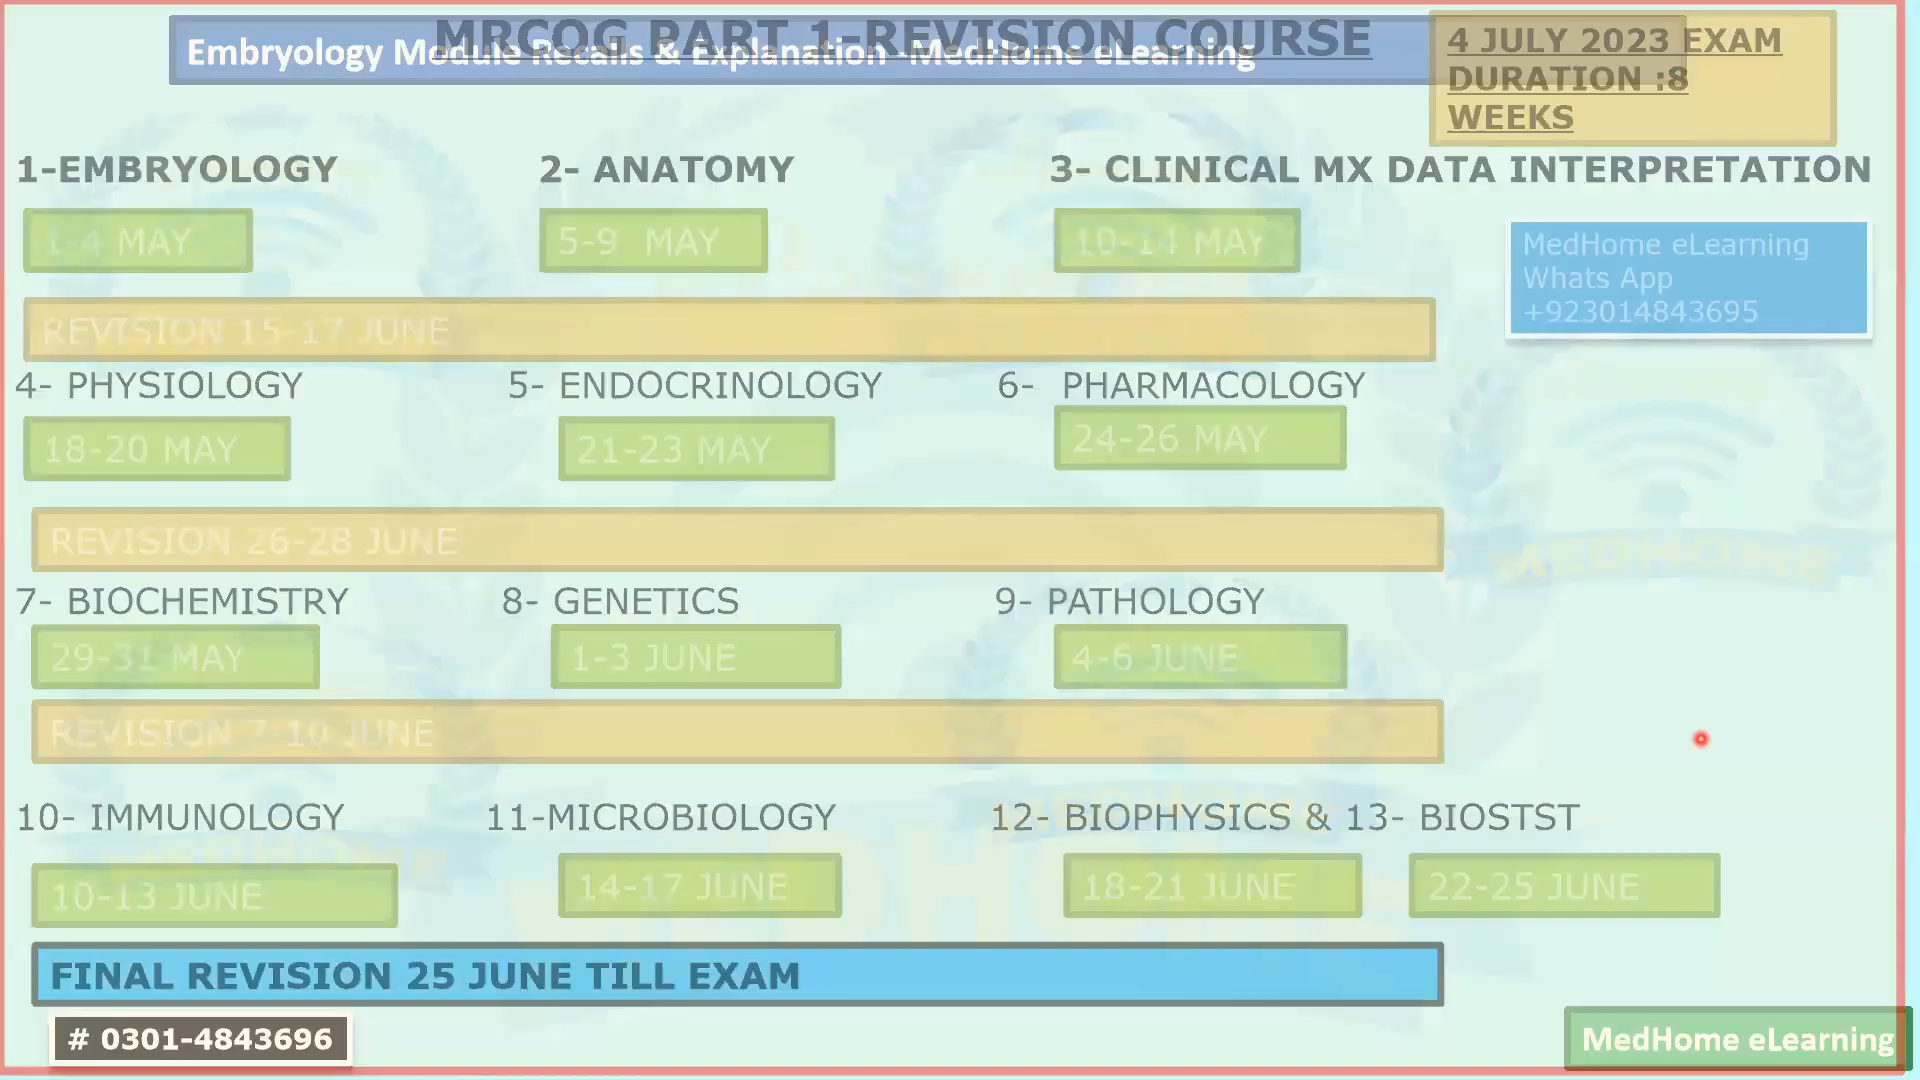 MRCOG PART 1-REVISION COURSE
Embryology Module Recalls & Explanation -MedHome eLearning
4 JULY 2023 EXAM
DURATION :8
WEEKS
1-EMBRYOLOGY
2- ANATOMY
3- CLINICAL MX DATA INTERPRETATION
1-4 MAY
5-9 MAY
10-14 MAY
MedHome eLearning
Whats App
+923014843695
REVISION 15-17 JUNE
4- PHYSIOLOGY
5- ENDOCRINOLOGY
6- PHARMACOLOGY
18-20 MAY
21-23 MAY
24-26 MAY
REVISION 26-28 JUNE
MEDHOME
7- BIOCHEMISTRY
8- GENETICS
9- PATHOLOGY
29-31 MAY
1-3 JUNE
4-6 JUNE
REVISION 7-10 JUNE
10- IMMUNOLOGY
11-MICROBIOLOGY
12- BIOPHYSICS & 13- BIOSTST
10-13 JUNE
14-17 JUNE
18-21 JUNE
22-25 JUNE
FINAL REVISION 25 JUNE TILL EXAM
# 0301-4843696
MedHome eLearning